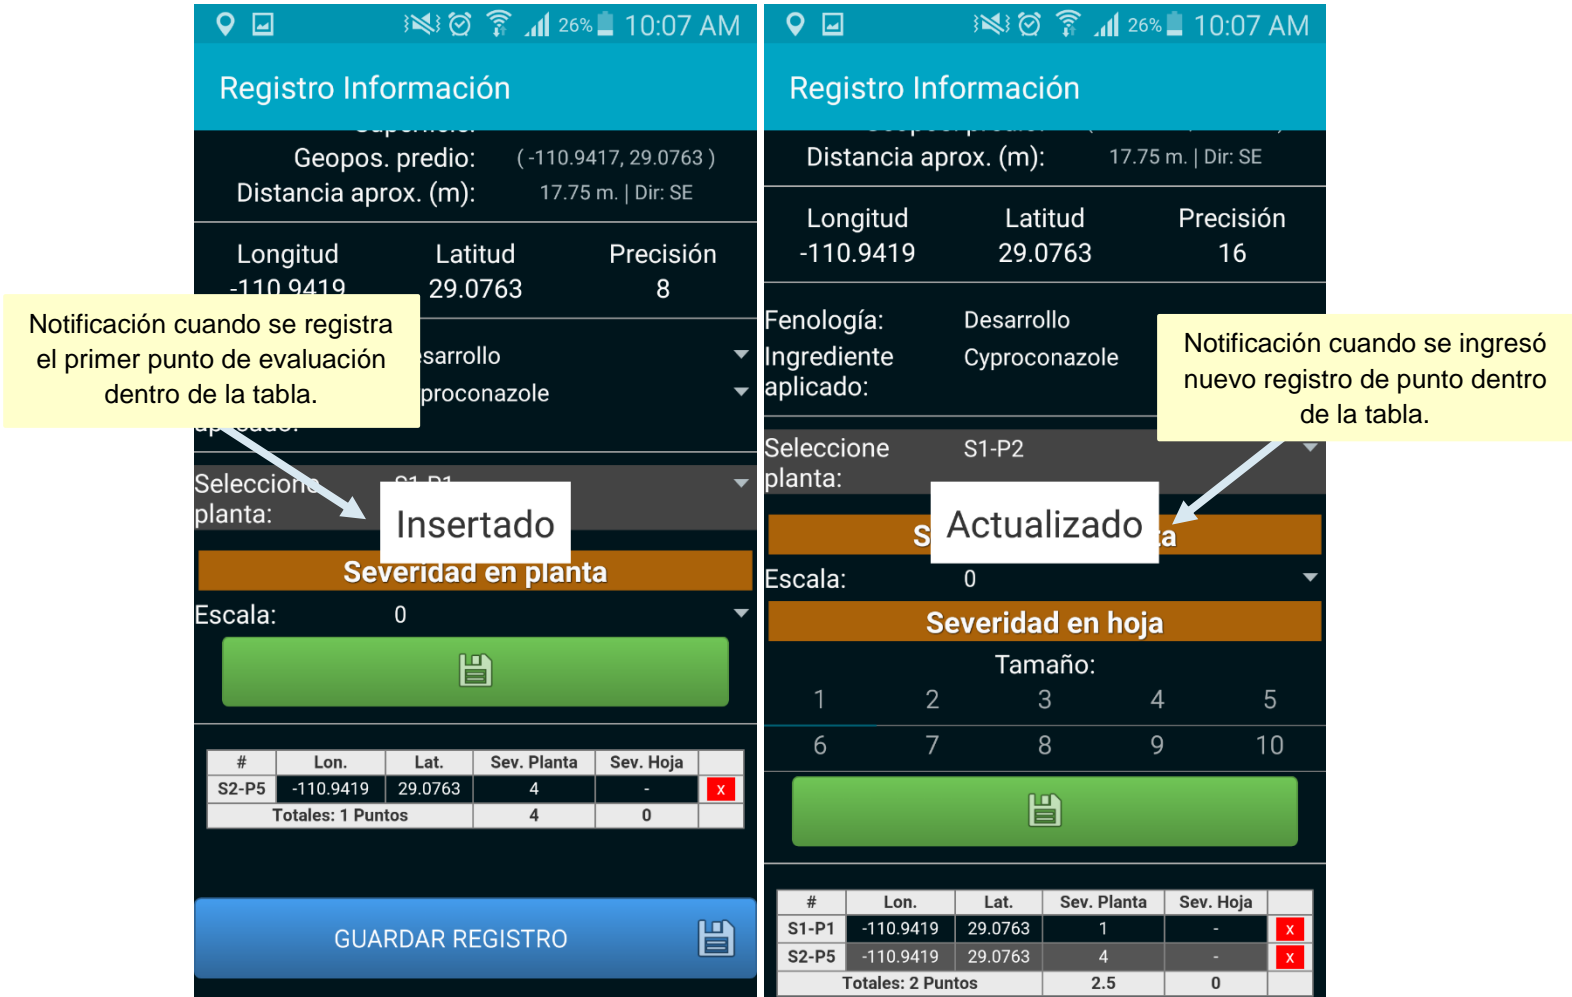 26% 10:07 AM
Registro Información
Geopos. predio: ( -110.9417, 29.0763 )
Distancia aprox. (m): 17.75 m. | Dir: SE
Longitud Latitud Precisión
-110.9419 29.0763 8
Notificación cuando se registra
el primer punto de evaluación
dentro de la tabla.
Seleccione
planta:
S1-P1
Insertado
Severidad en planta
Escala: 0
# Lon. Lat. Sev. Planta Sev. Hoja
S2-P5 -110.9419 29.0763 4 - x
Totales: 1 Puntos 4 0
GUARDAR REGISTRO
26% 10:07 AM
Registro Información
Distancia aprox. (m): 17.75 m. | Dir: SE
Longitud Latitud Precisión
-110.9419 29.0763 16
Fenología: Desarrollo
Ingrediente Cyproconazole
aplicado:
Notificación cuando se ingresó
nuevo registro de punto dentro
de la tabla.
Seleccione S1-P2
planta:
Actualizado
Escala: 0
Severidad en hoja
Tamaño:
1 2 3 4 5
6 7 8 9 10
# Lon. Lat. Sev. Planta Sev. Hoja
S1-P1 -110.9419 29.0763 1 - x
S2-P5 -110.9419 29.0763 4 - x
Totales: 2 Puntos 2.5 0